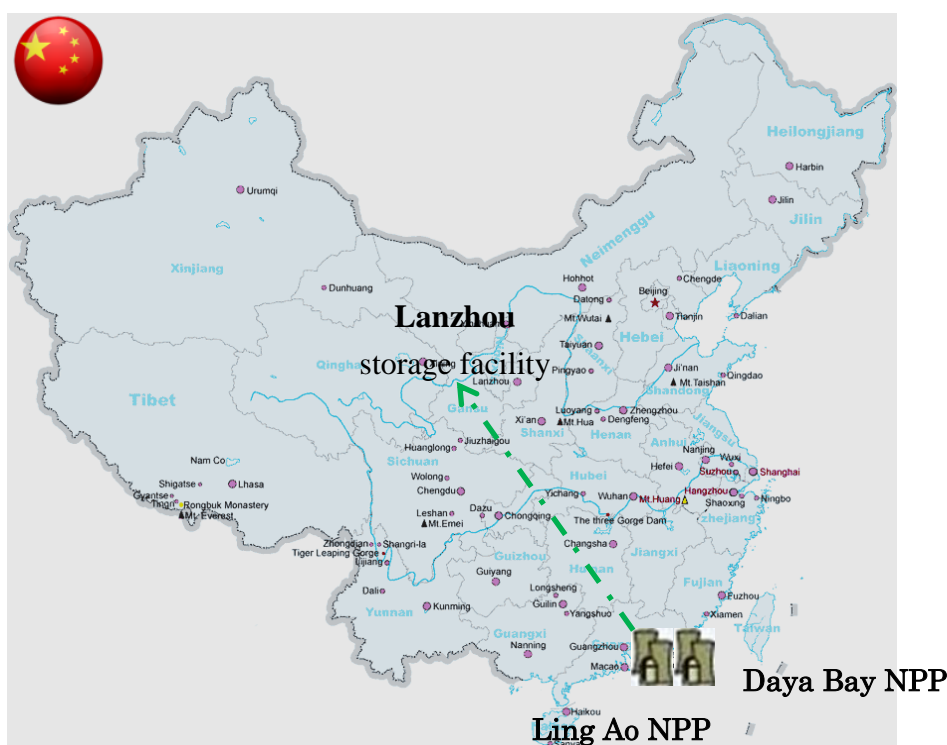 Heilongjiang
Harbin
Urumqi
Jilin
Jilin
Neimenggu
Liaoning
Xinjiang
Hohhot
Chengde
Dunhuang
Beijing
Datong
Lanzhou
Mt.Wutai
Tianjin
Dalian
Hebei
Taiyuan
Shanxi
Qinghai
storage facility
Pingyao
Ji'nan
Qingdao
Lanzhou
Mt.Taishan
Shandong
Tibet
Gansu
Luoyang
Zhengzhou
Xi'an
Mt.Hua
Dengfeng
Jiangsu
Shanxi
Henan
Anhui
Jiuzhaigou
Huanglong
Nanjing
Wuxi
Nam Co
Sichuan
Hefei
Suzhou
Shanghai
Wolong
Hubei
Shigatse
Lhasa
Chengdu
Yichang
Wuhan
Mt.Huang
Hangzhou
Ningbo
Gyantse
Shaoxing
Tingri
Rongbuk Monastery
Leshan
Dazu
Mt. Everest
Mt.Emei
Chongqing
The three Gorge Dam
zhejiang
Zhongdian
Shangri-la
Changsha
Tiger Leaping Gorge
Guizhou
Jiangxi
Lijiang
Hunan
Guiyang
Fujian
Dali
Longsheng
Fuzhou
Yunnan
Kunming
Guilin
Yangshuo
Xiamen
Taiwan
Guangxi
Guangzhou
Nanning
Macao
Daya Bay NPP
Haikou
Ling Ao NPP